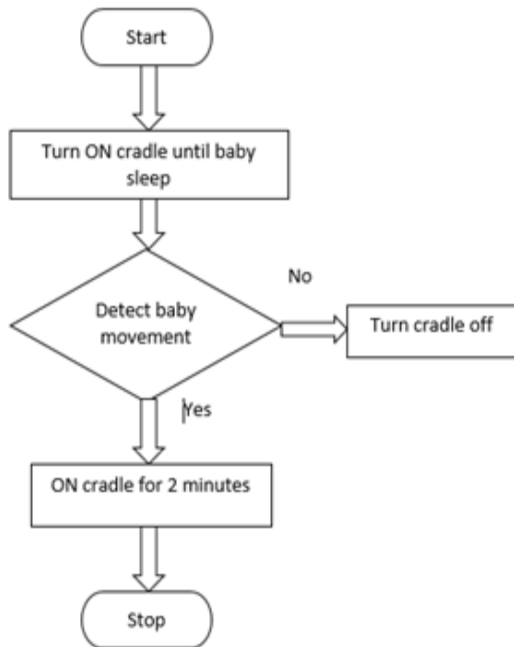 Start
Turn ON cradle until baby
sleep
No
Detect baby
movement
Turn cradle off
Yes
ON cradle for 2 minutes
Stop